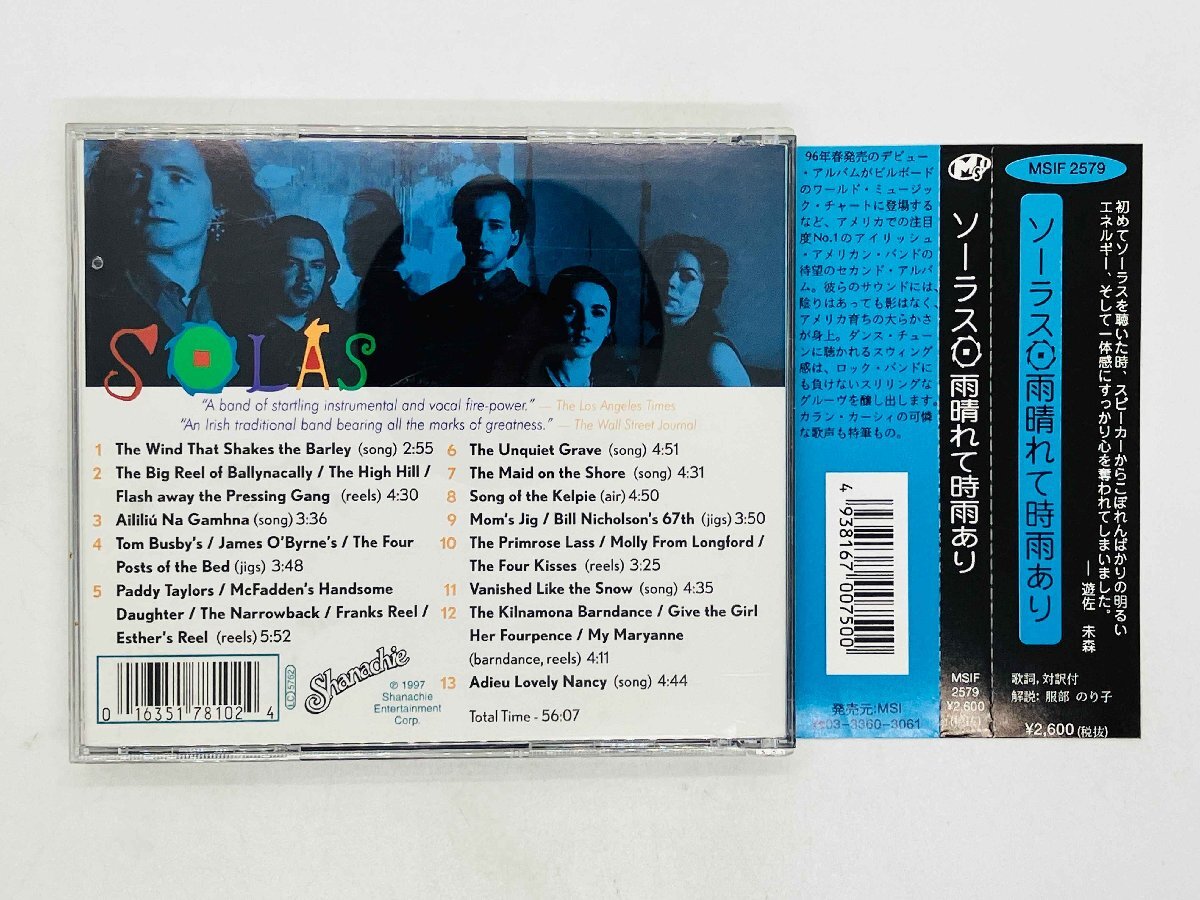 SOLAS
"A band of startling instrumental and vocal fire-power." — The Los Angeles Times
"An Irish traditional band bearing all the marks of greatness." — The Wall Street Journal
1 The Wind That Shakes the Barley (song) 2:55
2 The Big Reel of Ballynacally / The High Hill /
Flash away the Pressing Gang (reels) 4:30
3 Aililiú Na Gamhna (song) 3:36
4 Tom Busby's / James O'Byrne's / The Four
Posts of the Bed (jigs) 3:48
5 Paddy Taylors / McFadden's Handsome
Daughter / The Narrowback / Franks Reel /
Esther's Reel (reels) 5:52
6 The Unquiet Grave (song) 4:51
7 The Maid on the Shore (song) 4:31
8 Song of the Kelpie (air) 4:50
9 Mom's Jig / Bill Nicholson's 67th (jigs) 3:50
10 The Primrose Lass / Molly From Longford /
The Four Kisses (reels) 3:25
11 Vanished Like the Snow (song) 4:35
12 The Kilnamona Barndance / Give the Girl
Her Fourpence / My Maryanne
(barndance, reels) 4:11
13 Adieu Lovely Nancy (song) 4:44
Total Time - 56:07
0 16351 78102 4
LC 5762
Shanachie
℗ 1997
Shanachie
Entertainment
Corp.
96年春発売のデビュー
・アルバムがビルボード
のワールド・ミュージッ
ク・チャートに登場する
など、アメリカでの注目
度No.1のアイリッシュ
・アメリカン・バンドの
待望のセカンド・アルバ
ム。彼らのサウンドには、
陰りはあっても影はなく、
アメリカ育ちの大らかさ
が身上。ダンス・チュー
ンに聴かれるスウィング
感は、ロック・バンドに
も負けないスリリングな
グルーヴを醸し出します。
カラン・カーシィの可憐
な歌声も特筆もの。
4 938167 007500
発売元:MSI
☎03-3360-3061
MSI
ソーラス 雨晴れて時雨あり
MSIF
2579
¥2,600
(税抜)
MSIF 2579
ソーラス 雨晴れて時雨あり
初めてソーラスを聴いた時、スピーカーからこぼれんばかりの明るい
エネルギー、そして一体感にすっかり心を奪われてしまいました。
——遊佐 未森
歌詞, 対訳付
解説: 服部 のり子
¥2,600 (税抜)